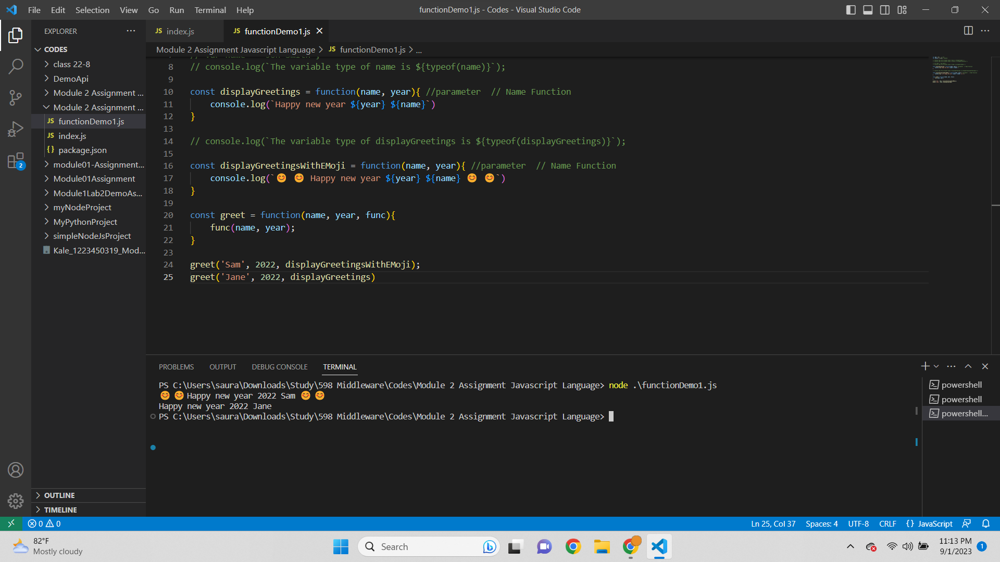 File Edit Selection View Go Run Terminal Help
functionDemo1.js - Codes - Visual Studio Code
EXPLORER
CODES
class 22-8
DemoApi
Module 2 Assignment ...
Module 2 Assignment ...
JS functionDemo1.js
JS index.js
{} package.json
module01-Assignment...
Module01Assignment
Module1Lab2DemoAs...
myNodeProject
MyPythonProject
simpleNodeJsProject
Kale_1223450319_Mod...
OUTLINE
TIMELINE
2
JS index.js
JS functionDemo1.js
Module 2 Assignment Javascript Language > JS functionDemo1.js > ...
8 // console.log(`The variable type of name is ${typeof(name)}`);
9
10 const displayGreetings = function(name, year){ //parameter  // Name Function
11     console.log(`Happy new year ${year} ${name}`)
12 }
13
14 // console.log(`The variable type of displayGreetings is ${typeof(displayGreetings)}`);
15
16 const displayGreetingsWithEMoji = function(name, year){ //parameter  // Name Function
17     console.log(`😊 😊 Happy new year ${year} ${name} 😊 😊`)
18 }
19
20 const greet = function(name, year, func){
21     func(name, year);
22 }
23
24 greet('Sam', 2022, displayGreetingsWithEMoji);
25 greet('Jane', 2022, displayGreetings)
PROBLEMS OUTPUT DEBUG CONSOLE TERMINAL
PS C:\Users\saura\Downloads\Study\598 Middleware\Codes\Module 2 Assignment Javascript Language> node .\functionDemo1.js
😊 😊 Happy new year 2022 Sam 😊 😊
Happy new year 2022 Jane
PS C:\Users\saura\Downloads\Study\598 Middleware\Codes\Module 2 Assignment Javascript Language>
powershell
powershell
powershell...
0 0
Ln 25, Col 37 Spaces: 4 UTF-8 CRLF {} JavaScript
82°F
Mostly cloudy
Search
11:13 PM
9/1/2023
1